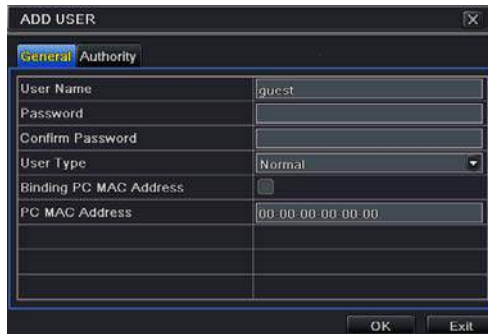 ADD USER
General Authority
User Name guest
Password
Confirm Password
User Type Normal
Binding PC MAC Address
PC MAC Address 00-00-00-00-00-00
OK Exit